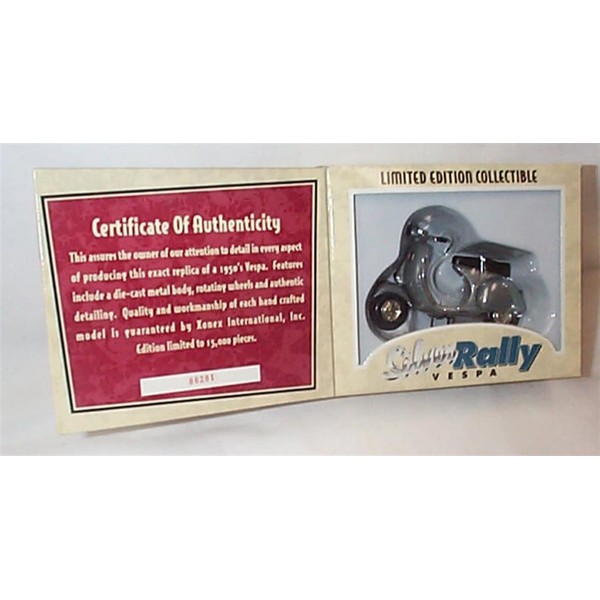 Certificate Of Authenticity
This assures the owner of our attention to detail in every aspect
of producing this exact replica of a 1950's Vespa. Features
include a die-cast metal body, rotating wheels and authentic
detailing. Quality and workmanship of each hand crafted
model is guaranteed by Xonex International, Inc.
Edition limited to 15,000 pieces.
LIMITED EDITION COLLECTIBLE
Silver Rally
VESPA